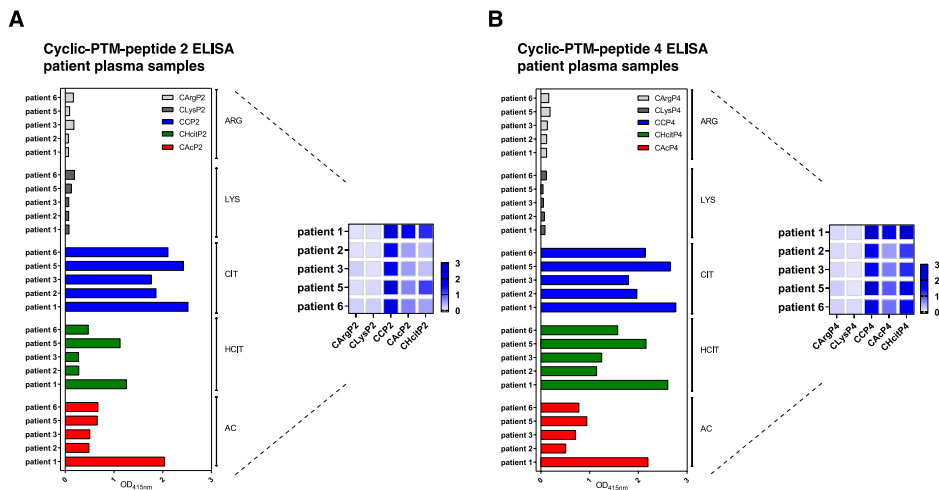 A
Cyclic-PTM-peptide 2 ELISA
patient plasma samples
patient 6
patient 5
patient 3
patient 2
patient 1
ARG
CArgP2
CLysP2
CCP2
CHcitP2
CAcP2
patient 6
patient 5
patient 3
patient 2
patient 1
LYS
patient 6
patient 5
patient 3
patient 2
patient 1
CIT
patient 6
patient 5
patient 3
patient 2
patient 1
HCIT
patient 6
patient 5
patient 3
patient 2
patient 1
AC
0 1 2 3
OD415nm
patient 1
patient 2
patient 3
patient 5
patient 6
CArgP2
CLysP2
CCP2
CAcP2
CHcitP2
3
2
1
0
B
Cyclic-PTM-peptide 4 ELISA
patient plasma samples
patient 6
patient 5
patient 3
patient 2
patient 1
ARG
CArgP4
CLysP4
CCP4
CHcitP4
CAcP4
patient 6
patient 5
patient 3
patient 2
patient 1
LYS
patient 6
patient 5
patient 3
patient 2
patient 1
CIT
patient 6
patient 5
patient 3
patient 2
patient 1
HCIT
patient 6
patient 5
patient 3
patient 2
patient 1
AC
0 1 2 3
OD415nm
patient 1
patient 2
patient 3
patient 5
patient 6
CArgP4
CLysP4
CCP4
CAcP4
CHcitP4
3
2
1
0